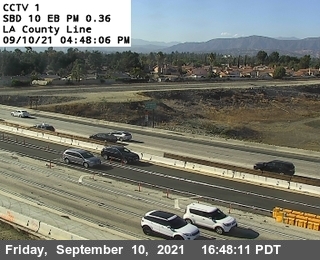 CCTV 1
SBD 10 EB PM 0.36
LA County Line
09/10/21 04:48:06 PM
Friday, September 10, 2021 16:48:11 PDT